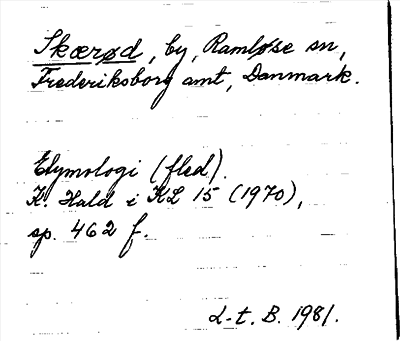 Skærød, by, Ramløse sn,
Frederiksborg amt, Danmark.
Etymologi (fled).
K. Hald i KL 15 (1970),
sp. 462 f.
L-t. B. 1981.